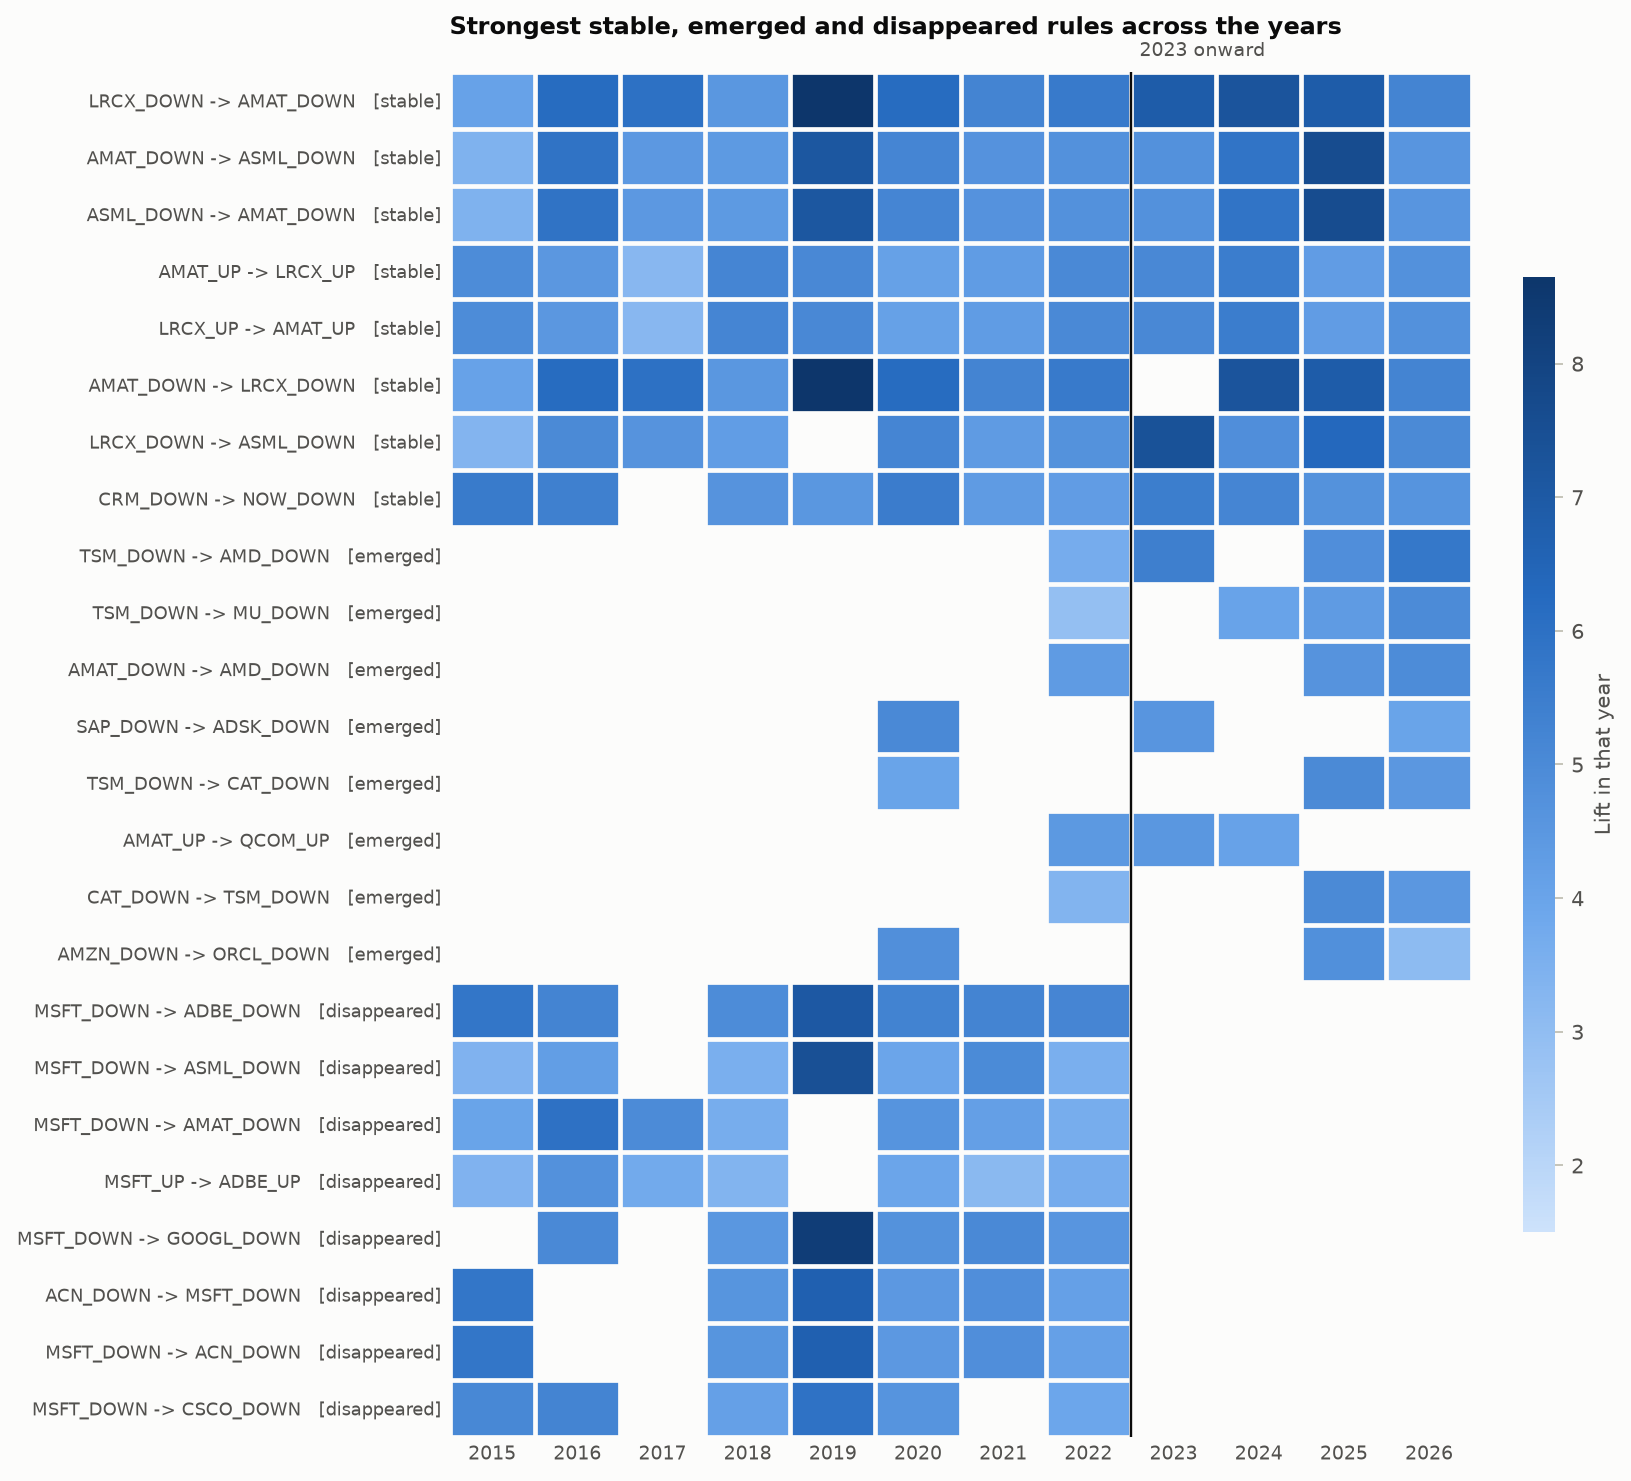 Strongest stable, emerged and disappeared rules across the years
2023 onward
LRCX_DOWN -> AMAT_DOWN [stable]
AMAT_DOWN -> ASML_DOWN [stable]
ASML_DOWN -> AMAT_DOWN [stable]
AMAT_UP -> LRCX_UP [stable]
LRCX_UP -> AMAT_UP [stable]
AMAT_DOWN -> LRCX_DOWN [stable]
LRCX_DOWN -> ASML_DOWN [stable]
CRM_DOWN -> NOW_DOWN [stable]
TSM_DOWN -> AMD_DOWN [emerged]
TSM_DOWN -> MU_DOWN [emerged]
AMAT_DOWN -> AMD_DOWN [emerged]
SAP_DOWN -> ADSK_DOWN [emerged]
TSM_DOWN -> CAT_DOWN [emerged]
AMAT_UP -> QCOM_UP [emerged]
CAT_DOWN -> TSM_DOWN [emerged]
AMZN_DOWN -> ORCL_DOWN [emerged]
MSFT_DOWN -> ADBE_DOWN [disappeared]
MSFT_DOWN -> ASML_DOWN [disappeared]
MSFT_DOWN -> AMAT_DOWN [disappeared]
MSFT_UP -> ADBE_UP [disappeared]
MSFT_DOWN -> GOOGL_DOWN [disappeared]
ACN_DOWN -> MSFT_DOWN [disappeared]
MSFT_DOWN -> ACN_DOWN [disappeared]
MSFT_DOWN -> CSCO_DOWN [disappeared]
2015 2016 2017 2018 2019 2020 2021 2022 2023 2024 2025 2026
8
7
6
5
4
3
2
Lift in that year